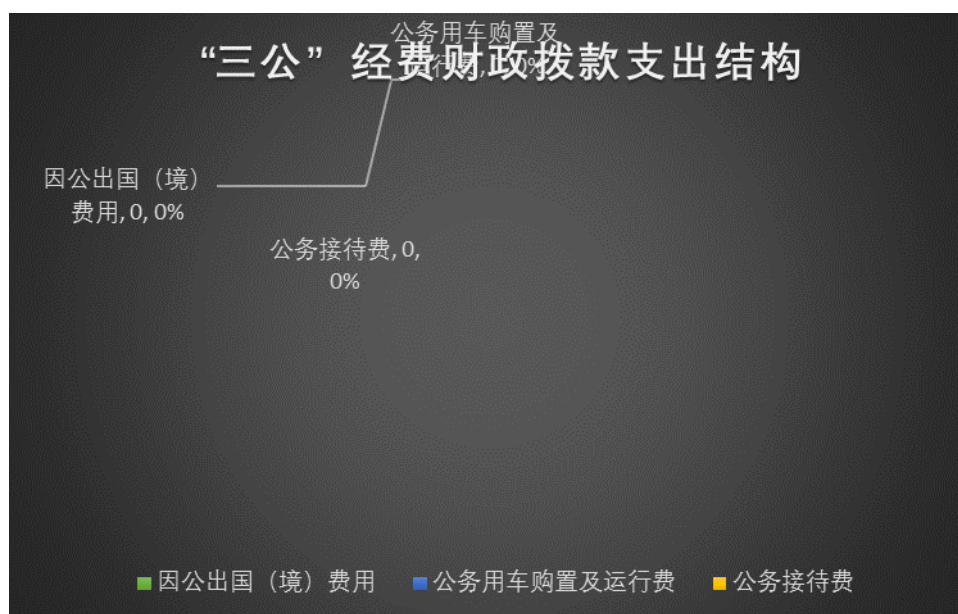 公务用车购置及
“三公”经费财政拨款支出结构
因公出国（境）
费用, 0, 0%
公务接待费, 0,
0%
因公出国（境）费用
公务用车购置及运行费
公务接待费